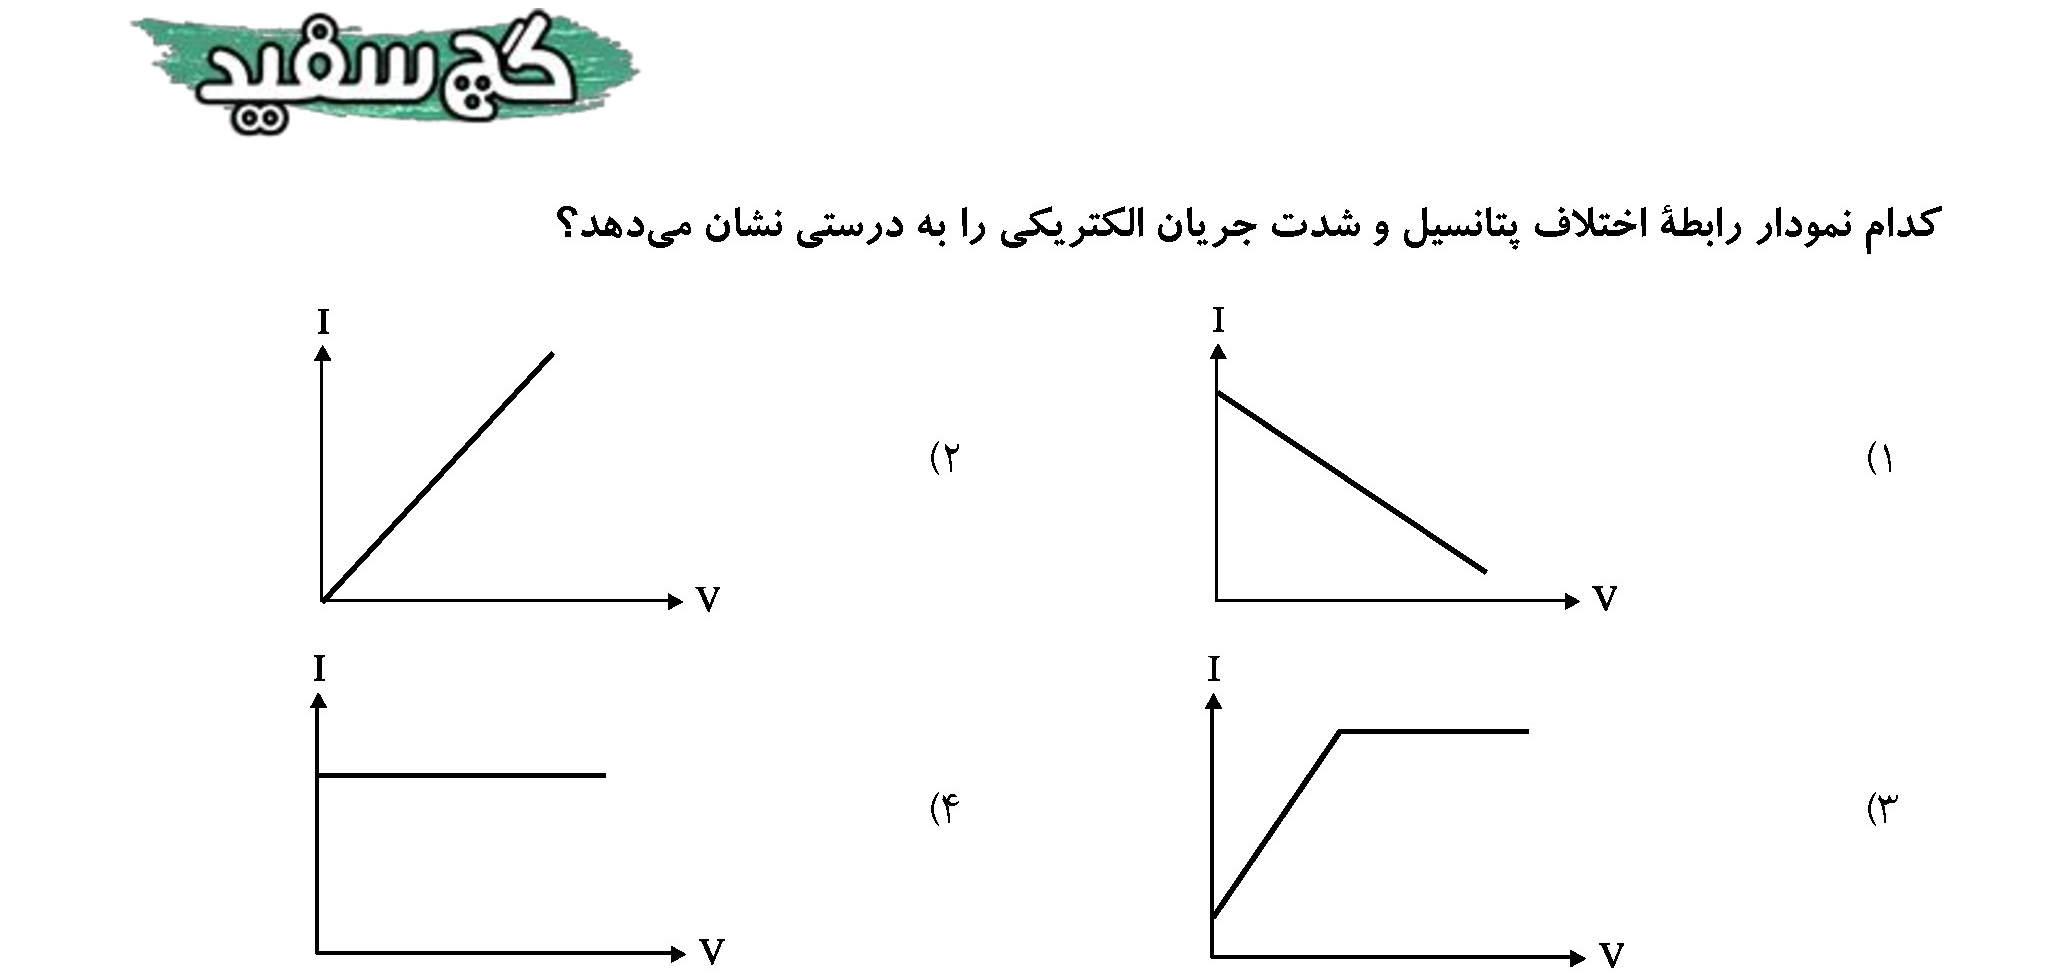 گچ سفید
کدام نمودار رابطهٔ اختلاف پتانسیل و شدت جریان الکتریکی را به درستی نشان می‌دهد؟
۱)
I
V
۲)
I
V
۳)
I
V
۴)
I
V